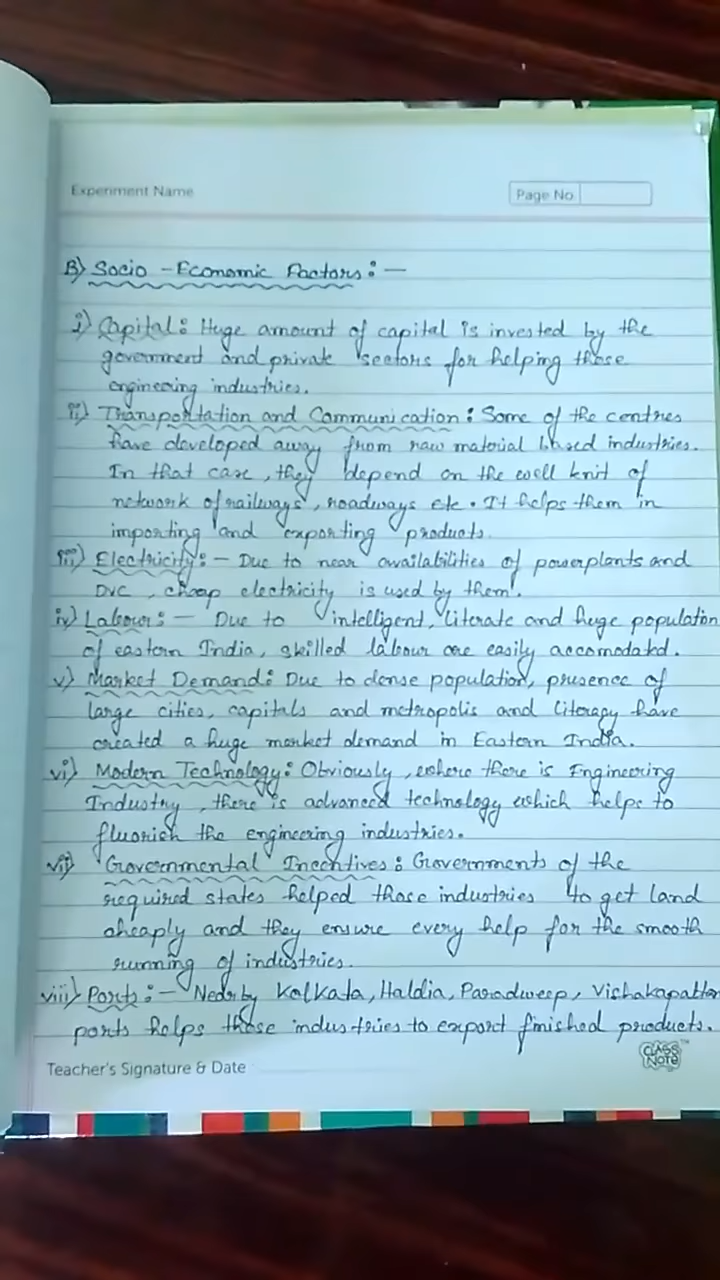 Experiment Name
Page No
B) Socio - Economic Factors : —
i) Capital : Huge amount of capital is invested by the
government and private sectors for helping these
engineering industries.
ii) Transportation and Communication : Some of the centres
have developed away from raw material based industries.
In that case, they depend on the well knit of
network of railways, roadways etc. It helps them in
importing and exporting products.
iii) Electricity : — Due to near availabilities of powerplants and
DVC, cheap electricity is used by them.
iv) Labour : — Due to intelligent, literate and huge population
of eastern India, skilled labour are easily accomodated.
v) Market Demand : Due to dense population, presence of
large cities, capitals and metropolis and literacy have
created a huge market demand in Eastern India.
vi) Modern Technology : Obviously, where there is Engineering
Industry, there is advanced technology which helps to
fluorish the engineering industries.
vii) Governmental Incentives : Governments of the
required states helped those industries to get land
cheaply and they ensure every help for the smooth
running of industries.
viii) Ports : — Nearby Kolkata, Haldia, Paradweep,
ports helps those industries to export finished products.
CLASS NOTE
Teacher's Signature & Date